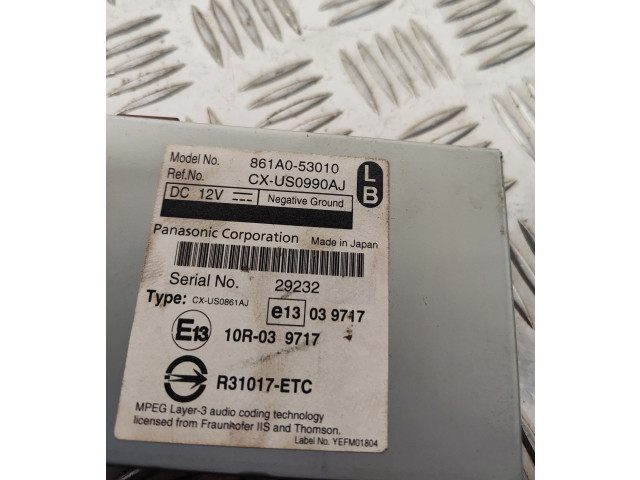 Model No. 861A0-53010
Ref.No. CX-US0990AJ
L
B
DC 12V Negative Ground
Panasonic Corporation Made in Japan
Serial No. 29232
Type: CX-US0861AJ e13 03 9717
E13 10R-03 9717
R31017-ETC
MPEG Layer-3 audio coding technology
licensed from Fraunhofer IIS and Thomson.
Label No. YEFM01804